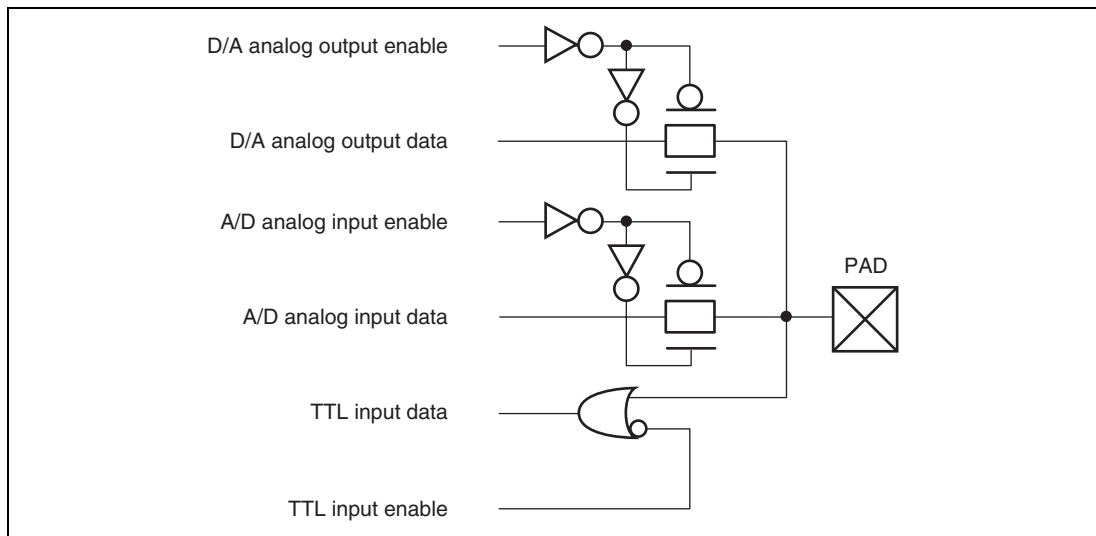 D/A analog output enable
D/A analog output data
A/D analog input enable
PAD
A/D analog input data
TTL input data
TTL input enable